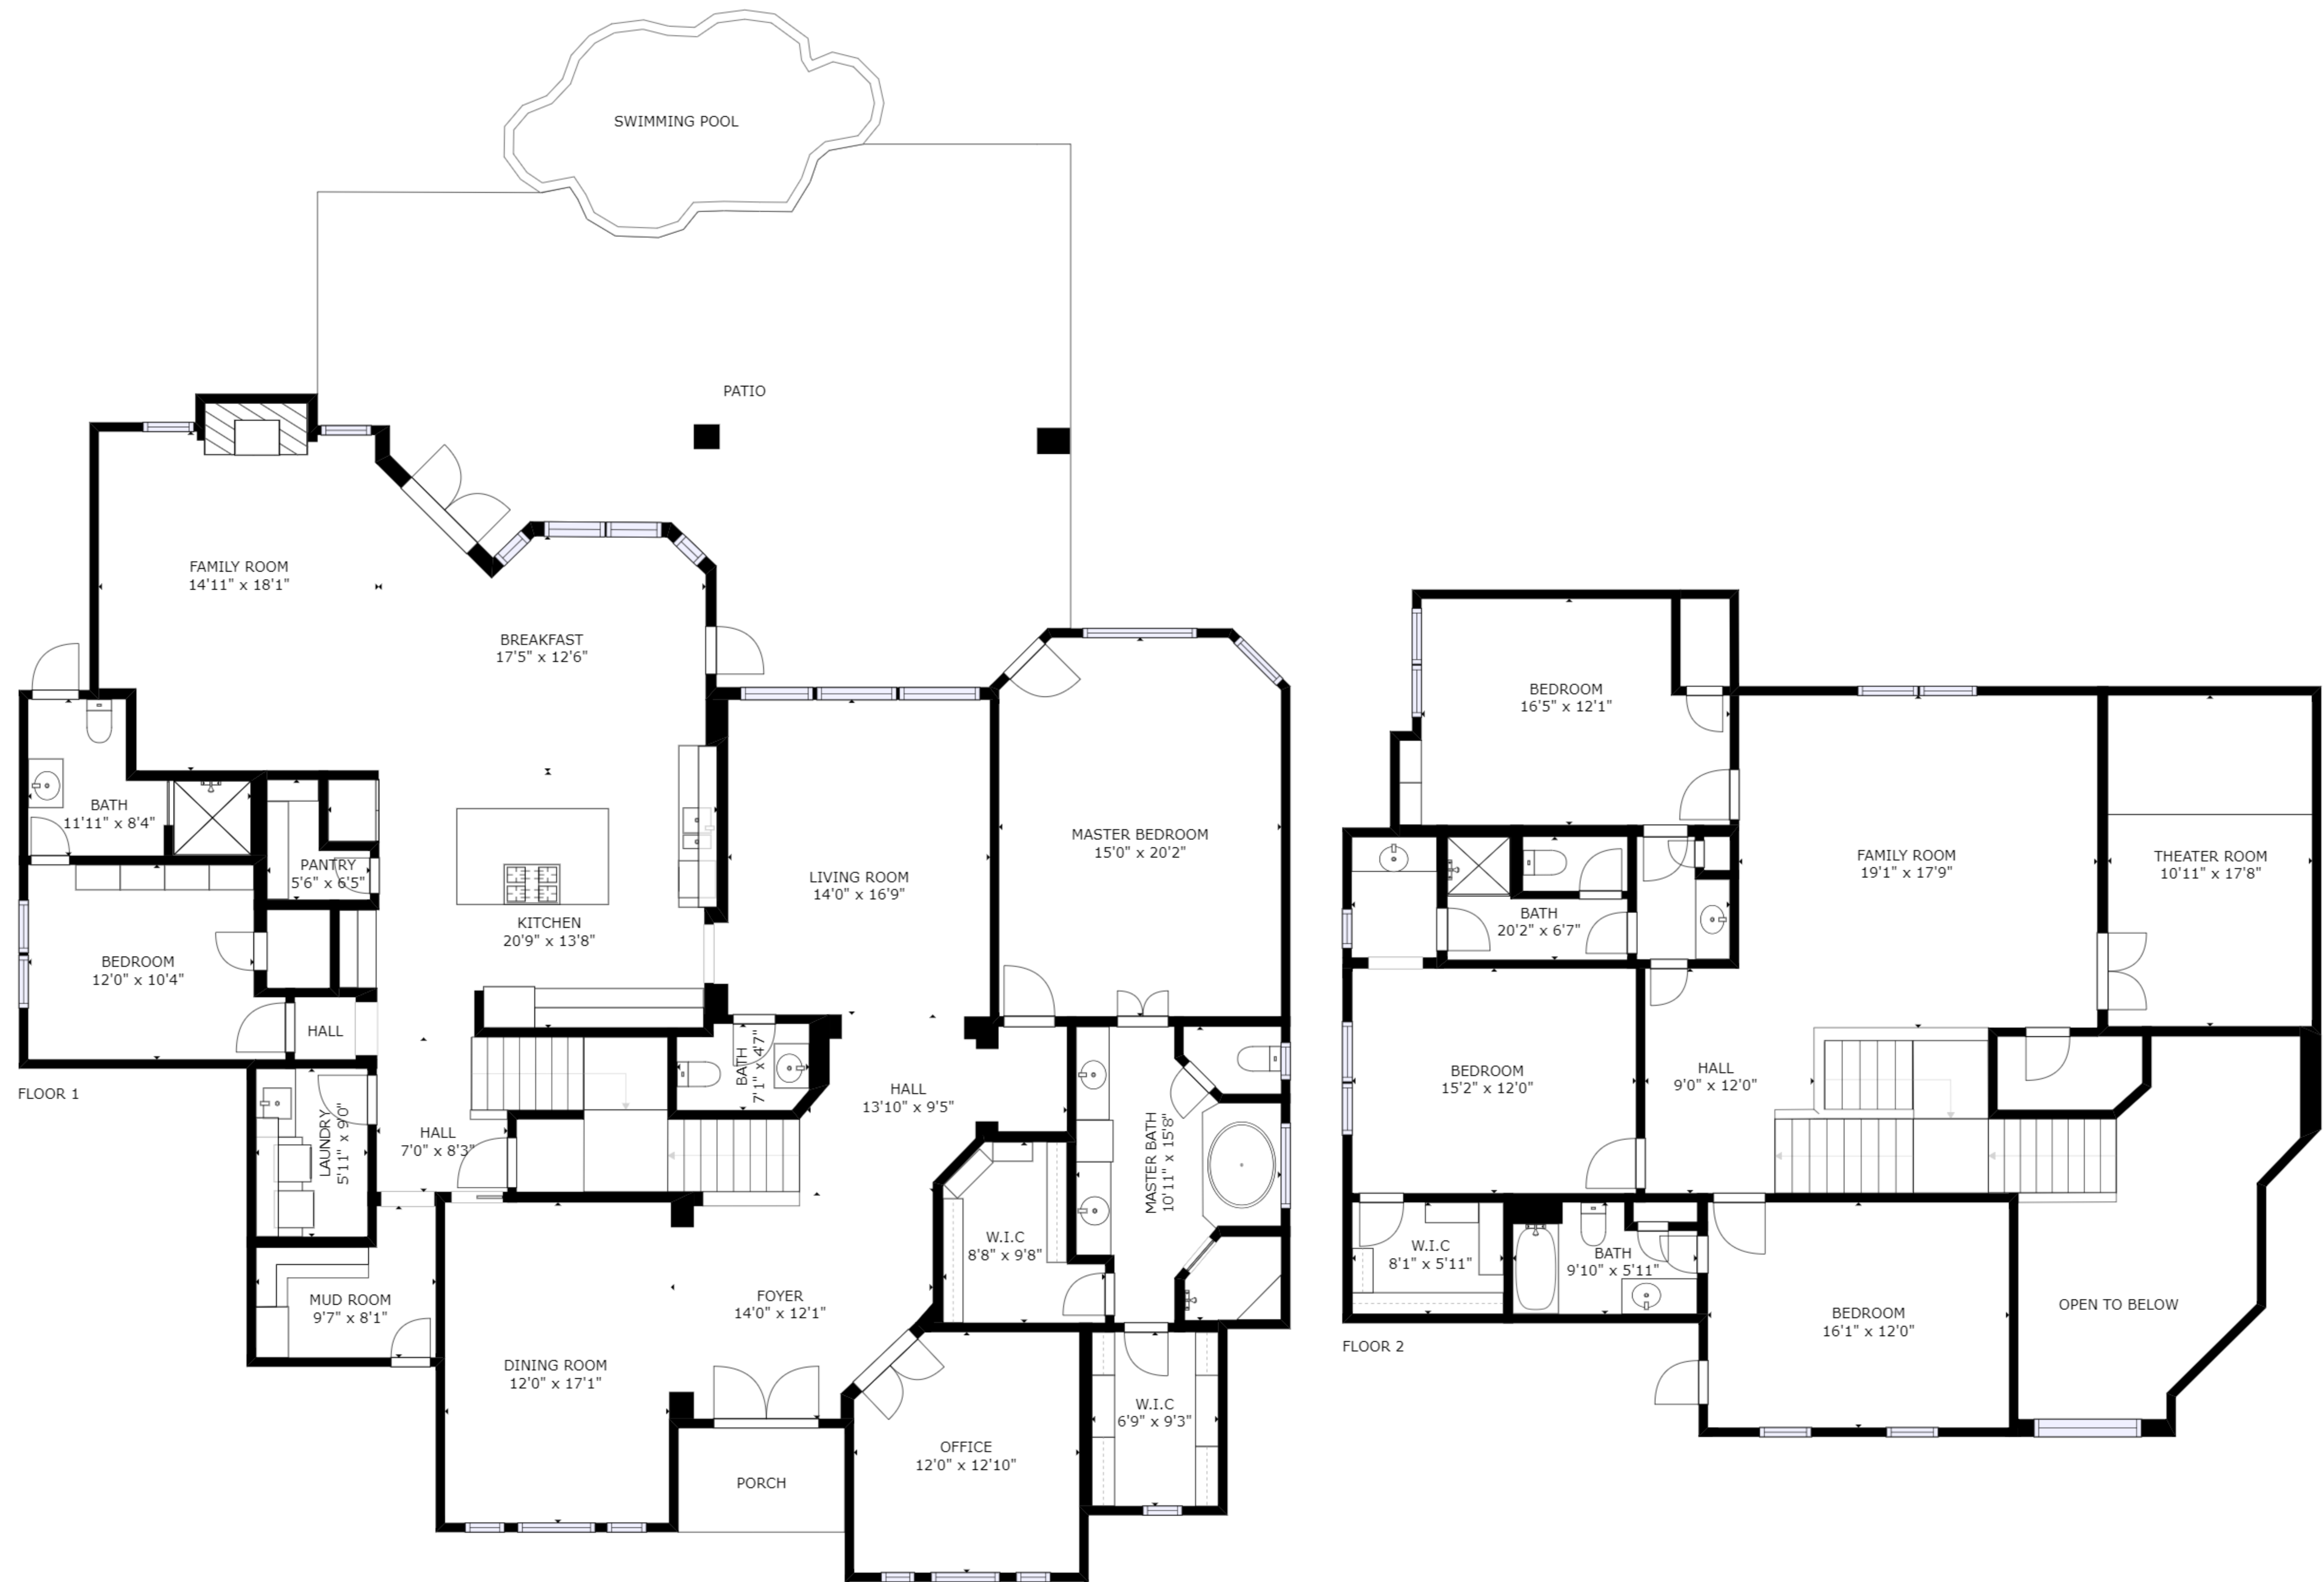 SWIMMING POOL
PATIO
FAMILY ROOM
14'11" x 18'1"
BREAKFAST
17'5" x 12'6"
BATH
11'11" x 8'4"
PANTRY
5'6" x 6'5"
KITCHEN
20'9" x 13'8"
LIVING ROOM
14'0" x 16'9"
MASTER BEDROOM
15'0" x 20'2"
BEDROOM
12'0" x 10'4"
HALL
FLOOR 1
LAUNDRY
5'11" x 9'0"
HALL
7'0" x 8'3"
BATH
7'1" x 4'7"
HALL
13'10" x 9'5"
MASTER BATH
10'11" x 15'8"
W.I.C
8'8" x 9'8"
MUD ROOM
9'7" x 8'1"
FOYER
14'0" x 12'1"
DINING ROOM
12'0" x 17'1"
W.I.C
6'9" x 9'3"
OFFICE
12'0" x 12'10"
PORCH
BEDROOM
16'5" x 12'1"
FAMILY ROOM
19'1" x 17'9"
THEATER ROOM
10'11" x 17'8"
BATH
20'2" x 6'7"
BEDROOM
15'2" x 12'0"
HALL
9'0" x 12'0"
W.I.C
8'1" x 5'11"
BATH
9'10" x 5'11"
BEDROOM
16'1" x 12'0"
OPEN TO BELOW
FLOOR 2